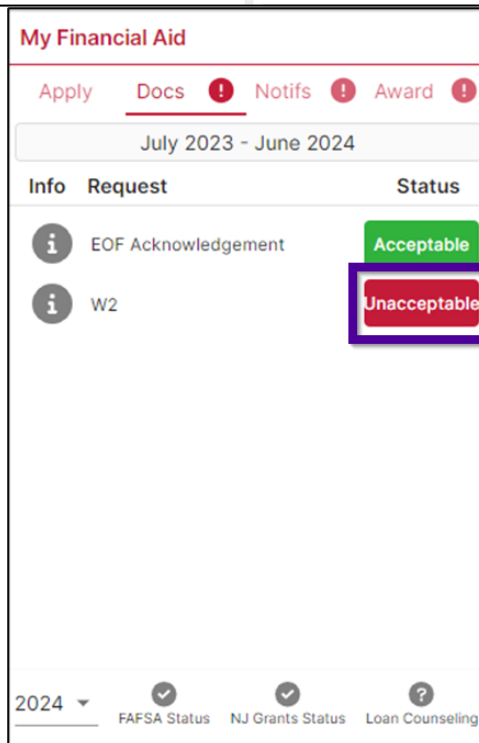 My Financial Aid
Apply Docs ! Notifs ! Award !
July 2023 - June 2024
Info Request Status
i EOF Acknowledgement Acceptable
i W2 Unacceptable
2024 FAFSA Status NJ Grants Status ? Loan Counseling